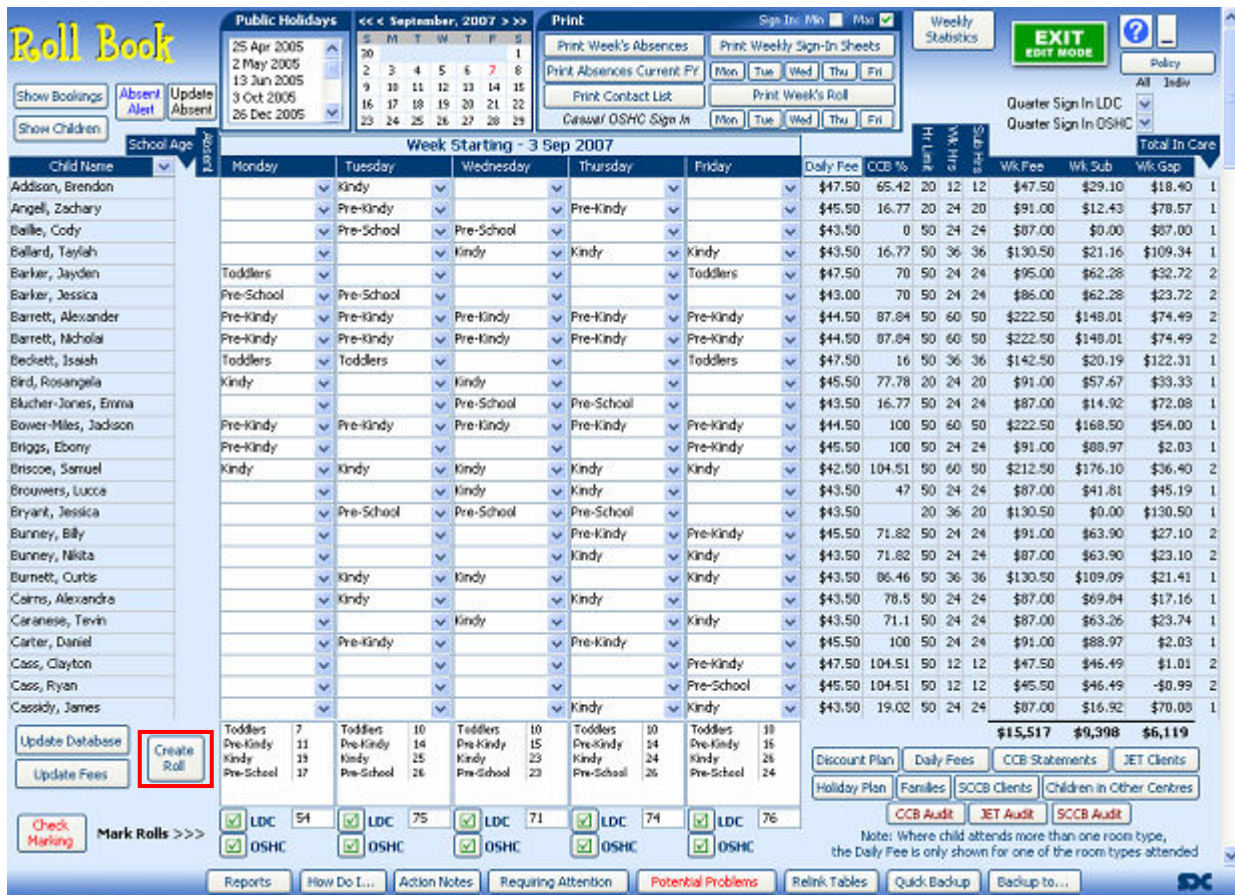 Roll Book
Show Bookings
Absent Alert
Update Absent
Show Children
Public Holidays
25 Apr 2005
2 May 2005
13 Jun 2005
3 Oct 2005
26 Dec 2005
<< < September, 2007 > >>
S M T W T F S
30 1
2 3 4 5 6 7 8
9 10 11 12 13 14 15
16 17 18 19 20 21 22
23 24 25 26 27 28 29
Print Sign In: Min Max
Print Week's Absences Print Weekly Sign-In Sheets
Print Absences Current FY Mon Tue Wed Thu Fri
Print Contact List Print Week's Roll
Casual OSHC Sign In Mon Tue Wed Thu Fri
Weekly Statistics
EXIT
EDIT MODE
?
_
Policy
All Indiv
Quarter Sign In LDC
Quarter Sign In OSHC
School Age Absent Week Starting - 3 Sep 2007 Hr Limit Wk Hrs Sub Hrs Total In Care
Child Name Monday Tuesday Wednesday Thursday Friday Daily Fee CCB % Wk Fee Wk Sub Wk Gap
Addison, Brendon Kindy $47.50 65.42 20 12 12 $47.50 $29.10 $18.40 1
Angell, Zachary Pre-Kindy Pre-Kindy $45.50 16.77 20 24 20 $91.00 $12.43 $78.57 1
Baille, Cody Pre-School Pre-School $43.50 0 50 24 24 $87.00 $0.00 $87.00 1
Ballard, Taylah Kindy Kindy Kindy $43.50 16.77 50 36 36 $130.50 $21.16 $109.34 1
Barker, Jayden Toddlers Toddlers $47.50 70 50 24 24 $95.00 $62.28 $32.72 2
Barker, Jessica Pre-School Pre-School $43.00 70 50 24 24 $86.00 $62.28 $23.72 2
Barrett, Alexander Pre-Kindy Pre-Kindy Pre-Kindy Pre-Kindy Pre-Kindy $44.50 87.84 50 60 50 $222.50 $148.01 $74.49 2
Barrett, Nicholai Pre-Kindy Pre-Kindy Pre-Kindy Pre-Kindy Pre-Kindy $44.50 87.84 50 60 50 $222.50 $148.01 $74.49 2
Beckett, Isaiah Toddlers Toddlers Toddlers $47.50 16 50 36 36 $142.50 $20.19 $122.31 1
Bird, Rosangela Kindy Kindy $45.50 77.78 20 24 20 $91.00 $57.67 $33.33 1
Blucher-Jones, Emma Pre-School Pre-School $43.50 16.77 50 24 24 $87.00 $14.92 $72.08 1
Bower-Miles, Jackson Pre-Kindy Pre-Kindy Pre-Kindy Pre-Kindy Pre-Kindy $44.50 100 50 60 50 $222.50 $168.50 $54.00 1
Briggs, Ebony Pre-Kindy Pre-Kindy $45.50 100 50 24 24 $91.00 $88.97 $2.03 1
Briscoe, Samuel Kindy Kindy Kindy Kindy Kindy $42.50 104.51 50 60 50 $212.50 $176.10 $36.40 2
Brouwers, Lucca Kindy Kindy $43.50 47 50 24 24 $87.00 $41.81 $45.19 1
Bryant, Jessica Pre-School Pre-School Pre-School $43.50 20 36 20 $130.50 $0.00 $130.50 1
Bunney, Billy Pre-Kindy Pre-Kindy $45.50 71.82 50 24 24 $91.00 $63.90 $27.10 2
Bunney, Nikita Kindy Kindy $43.50 71.82 50 24 24 $87.00 $63.90 $23.10 2
Burnett, Curtis Kindy Kindy Kindy $43.50 86.46 50 36 36 $130.50 $109.09 $21.41 1
Cairns, Alexandra Kindy Kindy $43.50 78.5 50 24 24 $87.00 $69.84 $17.16 1
Caranese, Tevin Kindy Kindy $43.50 71.1 50 24 24 $87.00 $63.26 $23.74 1
Carter, Daniel Pre-Kindy Pre-Kindy $45.50 100 50 24 24 $91.00 $88.97 $2.03 1
Cass, Clayton Pre-Kindy $47.50 104.51 50 12 12 $47.50 $46.49 $1.01 2
Cass, Ryan Pre-School $45.50 104.51 50 12 12 $45.50 $46.49 -$0.99 2
Cassidy, James Kindy Kindy $43.50 19.02 50 24 24 $87.00 $16.92 $70.08 1
Toddlers 7 Toddlers 10 Toddlers 10 Toddlers 10 Toddlers 10 $15,517 $9,398 $6,119
Pre-Kindy 11 Pre-Kindy 14 Pre-Kindy 15 Pre-Kindy 14 Pre-Kindy 16
Kindy 19 Kindy 25 Kindy 23 Kindy 24 Kindy 26
Pre-School 17 Pre-School 26 Pre-School 23 Pre-School 26 Pre-School 24
Update Database
Create Roll
Update Fees
Discount Plan Daily Fees CCB Statements JET Clients
Holiday Plan Families SCCB Clients Children in Other Centres
CCB Audit JET Audit SCCB Audit
Check Marking
Mark Rolls >>>
LDC 54 LDC 75 LDC 71 LDC 74 LDC 76
OSHC OSHC OSHC OSHC OSHC
Note: Where child attends more than one room type,
the Daily Fee is only shown for one of the room types attended
Reports How Do I... Action Notes Requiring Attention Potential Problems Relink Tables Quick Backup Backup to...